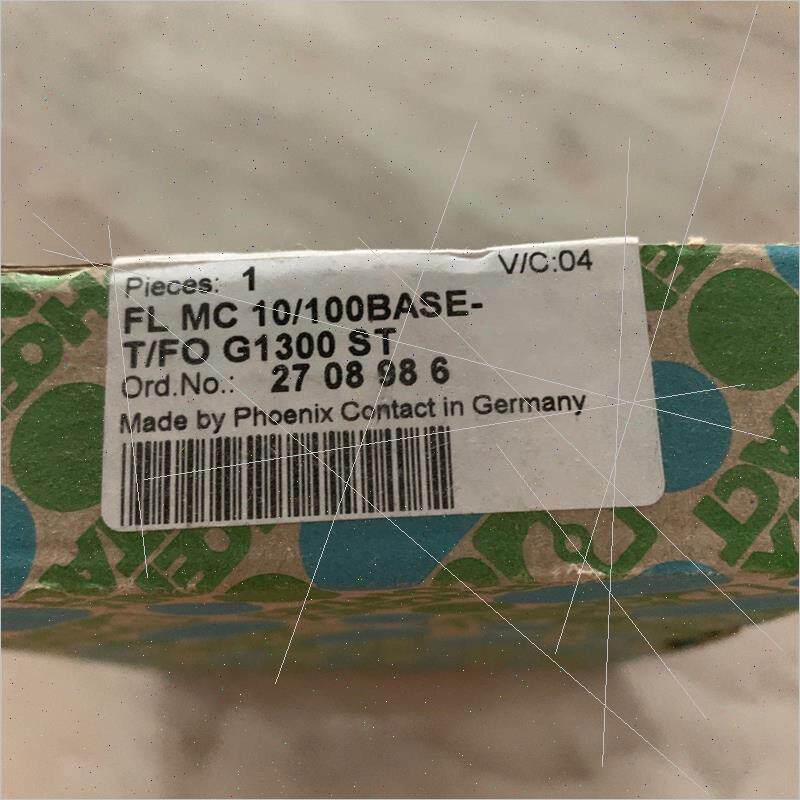 V/C:04
Pieces: 1
FL MC 10/100BASE-
T/FO G1300 ST
Ord.No.: 27 08 98 6
Made by Phoenix Contact in Germany